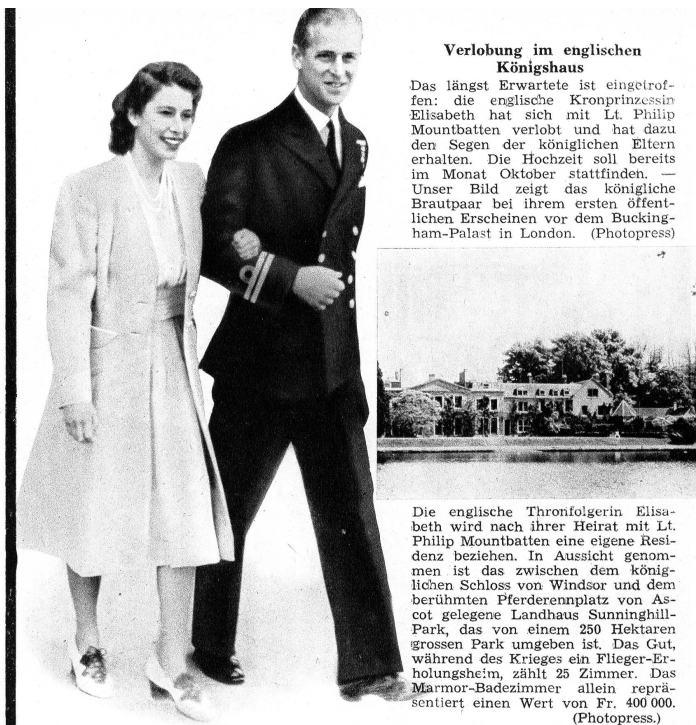 Verlobung im englischen
Königshaus
Das längst Erwartete ist eingetrof-
fen: die englische Kronprinzessin
Elisabeth hat sich mit Lt. Philip
Mountbatten verlobt und hat dazu
den Segen der königlichen Eltern
erhalten. Die Hochzeit soll bereits
im Monat Oktober stattfinden. —
Unser Bild zeigt das königliche
Brautpaar bei ihrem ersten öffent-
lichen Erscheinen vor dem Bucking-
ham-Palast in London. (Photopress)
Die englische Thronfolgerin Elisa-
beth wird nach ihrer Heirat mit Lt.
Philip Mountbatten eine eigene Resi-
denz beziehen. In Aussicht genom-
men ist das zwischen dem könig-
lichen Schloss von Windsor und dem
berühmten Pferderennplatz von As-
cot gelegene Landhaus Sunninghill-
Park, das von einem 250 Hektaren
grossen Park umgeben ist. Das Gut,
während des Krieges ein Flieger-Er-
holungsheim, zählt 25 Zimmer. Das
Marmor-Badezimmer allein reprä-
sentiert einen Wert von Fr. 400 000.
(Photopress.)